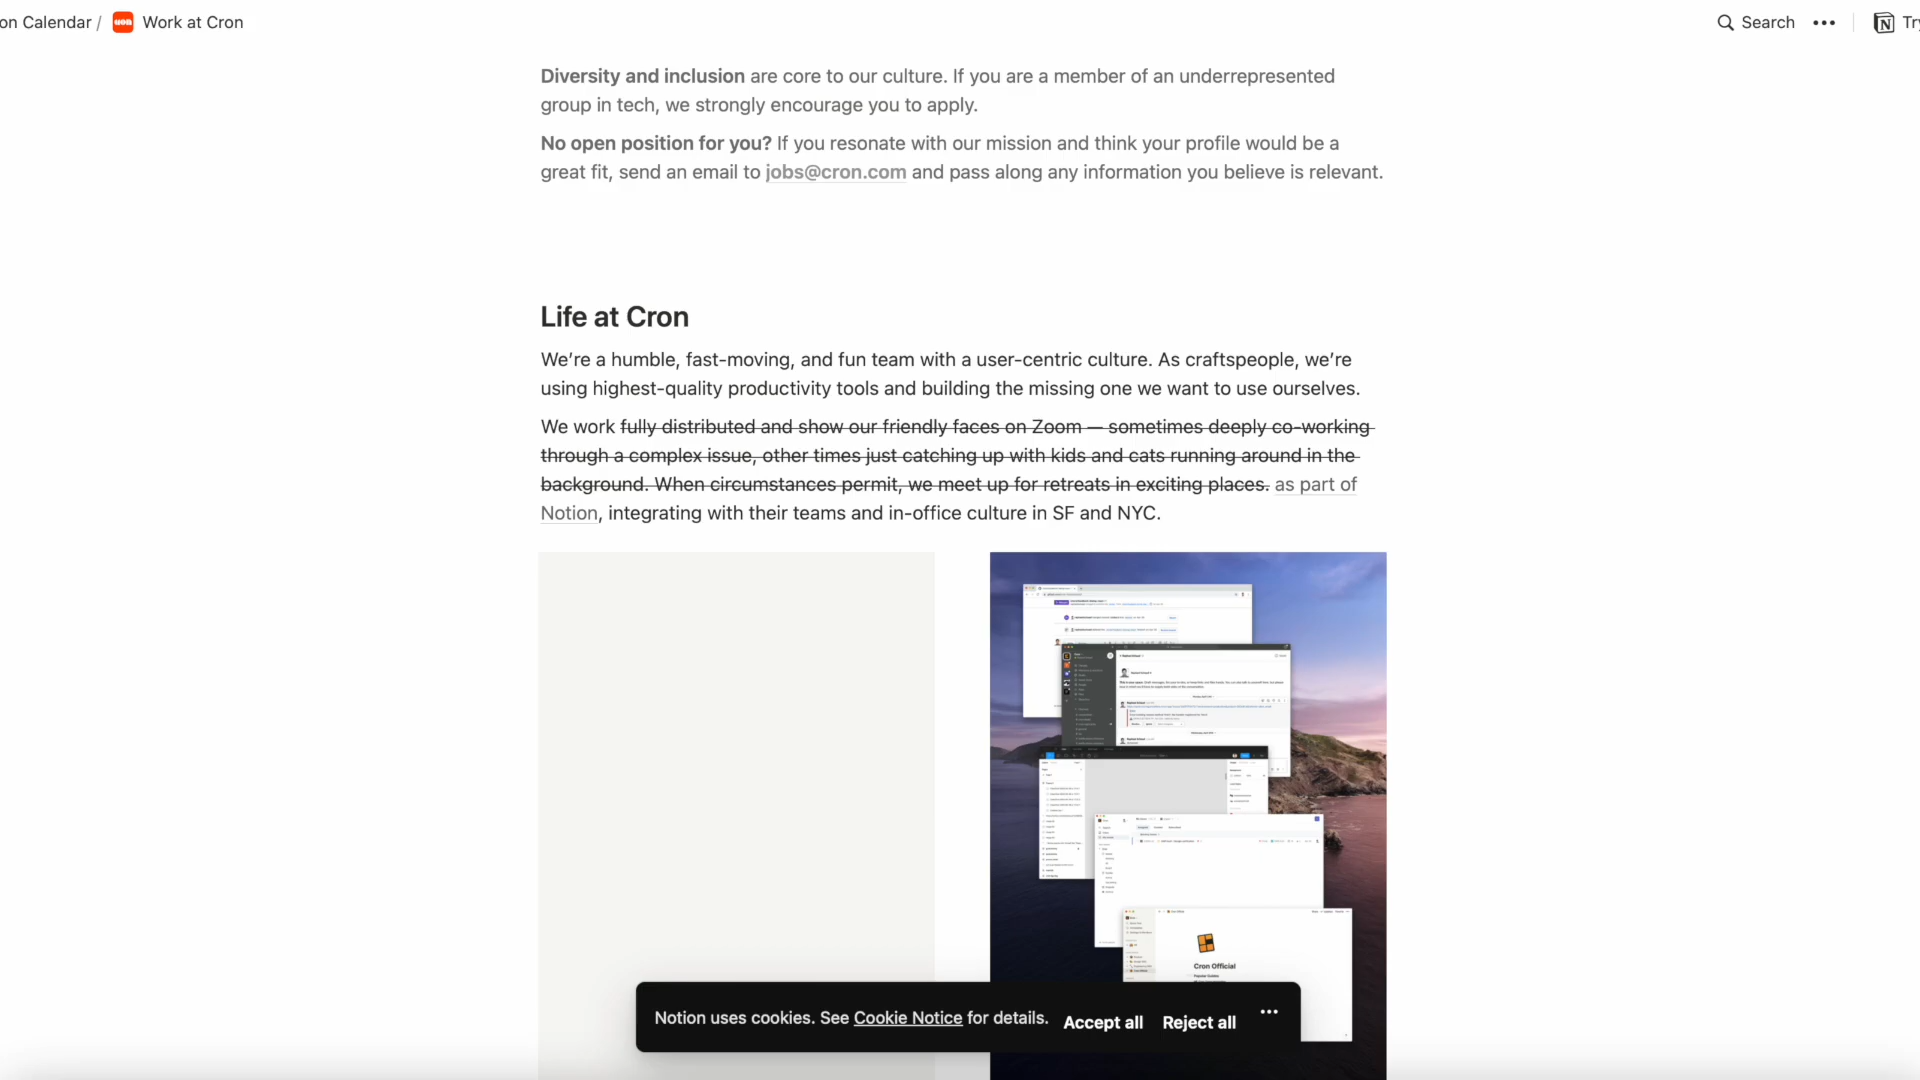 on Calendar / Work at Cron
Search
Try
Diversity and inclusion are core to our culture. If you are a member of an underrepresented
group in tech, we strongly encourage you to apply.
No open position for you? If you resonate with our mission and think your profile would be a
great fit, send an email to jobs@cron.com and pass along any information you believe is relevant.
Life at Cron
We’re a humble, fast-moving, and fun team with a user-centric culture. As craftspeople, we’re
using highest-quality productivity tools and building the missing one we want to use ourselves.
We work fully distributed and show our friendly faces on Zoom — sometimes deeply co-working
through a complex issue, other times just catching up with kids and cats running around in the
background. When circumstances permit, we meet up for retreats in exciting places. as part of
Notion, integrating with their teams and in-office culture in SF and NYC.
Cron Official
Popular Guides
Notion uses cookies. See Cookie Notice for details.
Accept all
Reject all